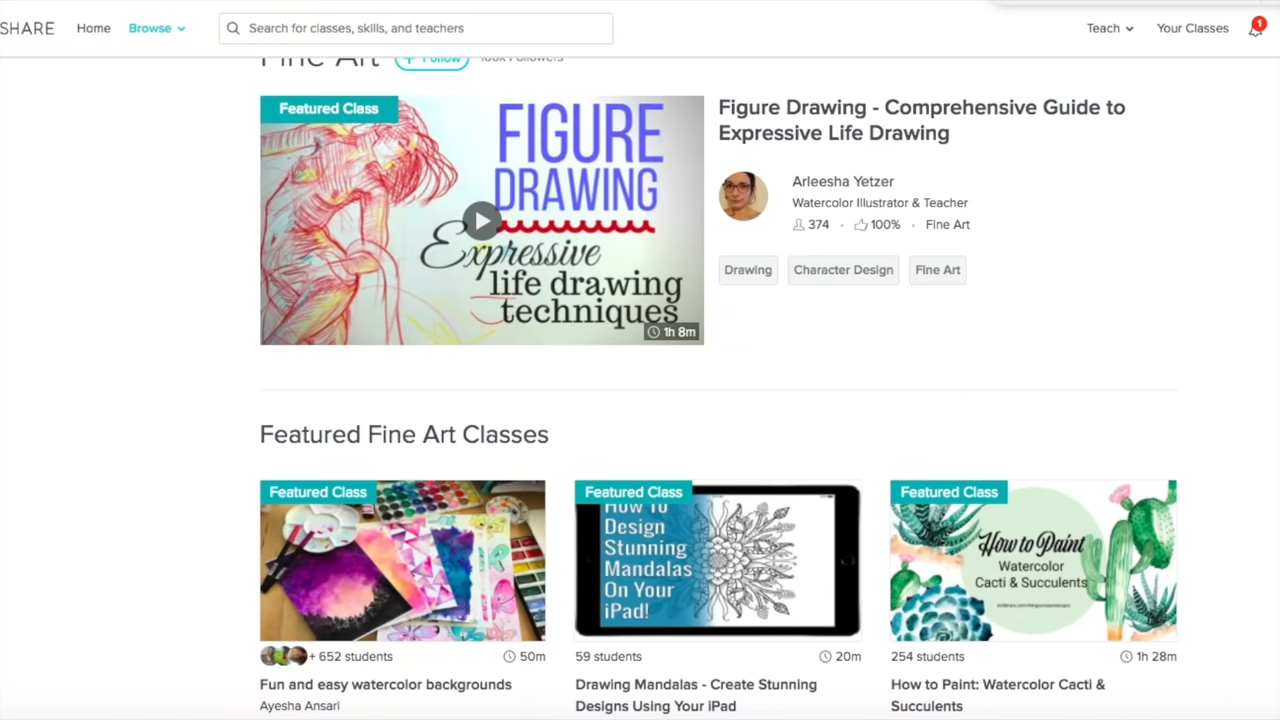 SHARE Home Browse Search for classes, skills, and teachers Teach Your Classes 1
Fine Art Follow Followers
Featured Class
FIGURE
DRAWING
Expressive
life drawing
techniques
1h 8m
Figure Drawing - Comprehensive Guide to
Expressive Life Drawing
Arleesha Yetzer
Watercolor Illustrator & Teacher
374 · 100% · Fine Art
Drawing Character Design Fine Art
Featured Fine Art Classes
Featured Class
+ 652 students 50m
Fun and easy watercolor backgrounds
Ayesha Ansari
Featured Class
How To
Design
Stunning
Mandalas
On Your
iPad!
59 students 20m
Drawing Mandalas - Create Stunning
Designs Using Your iPad
Featured Class
How to Paint
Watercolor
Cacti & Succulents
254 students 1h 28m
How to Paint: Watercolor Cacti &
Succulents